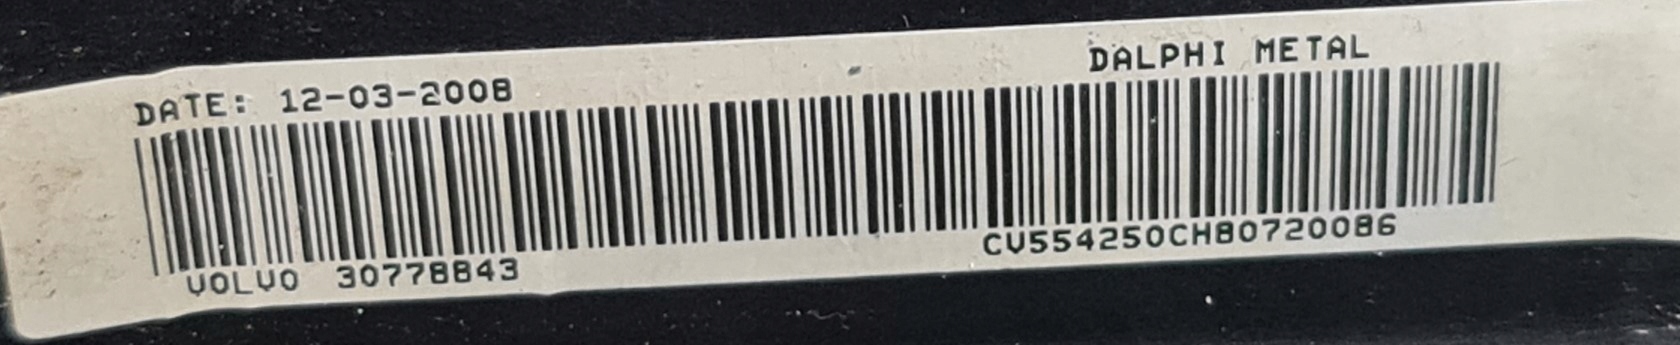 DATE: 12-03-2008 DALPHI METAL
VOLVO 30778843 CV554250CH80720086